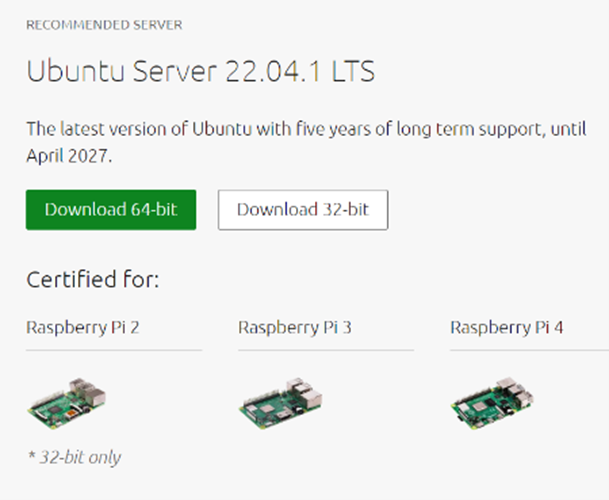 RECOMMENDED SERVER
Ubuntu Server 22.04.1 LTS
The latest version of Ubuntu with five years of long term support, until
April 2027.
Download 64-bit
Download 32-bit
Certified for:
Raspberry Pi 2
Raspberry Pi 3
Raspberry Pi 4
* 32-bit only